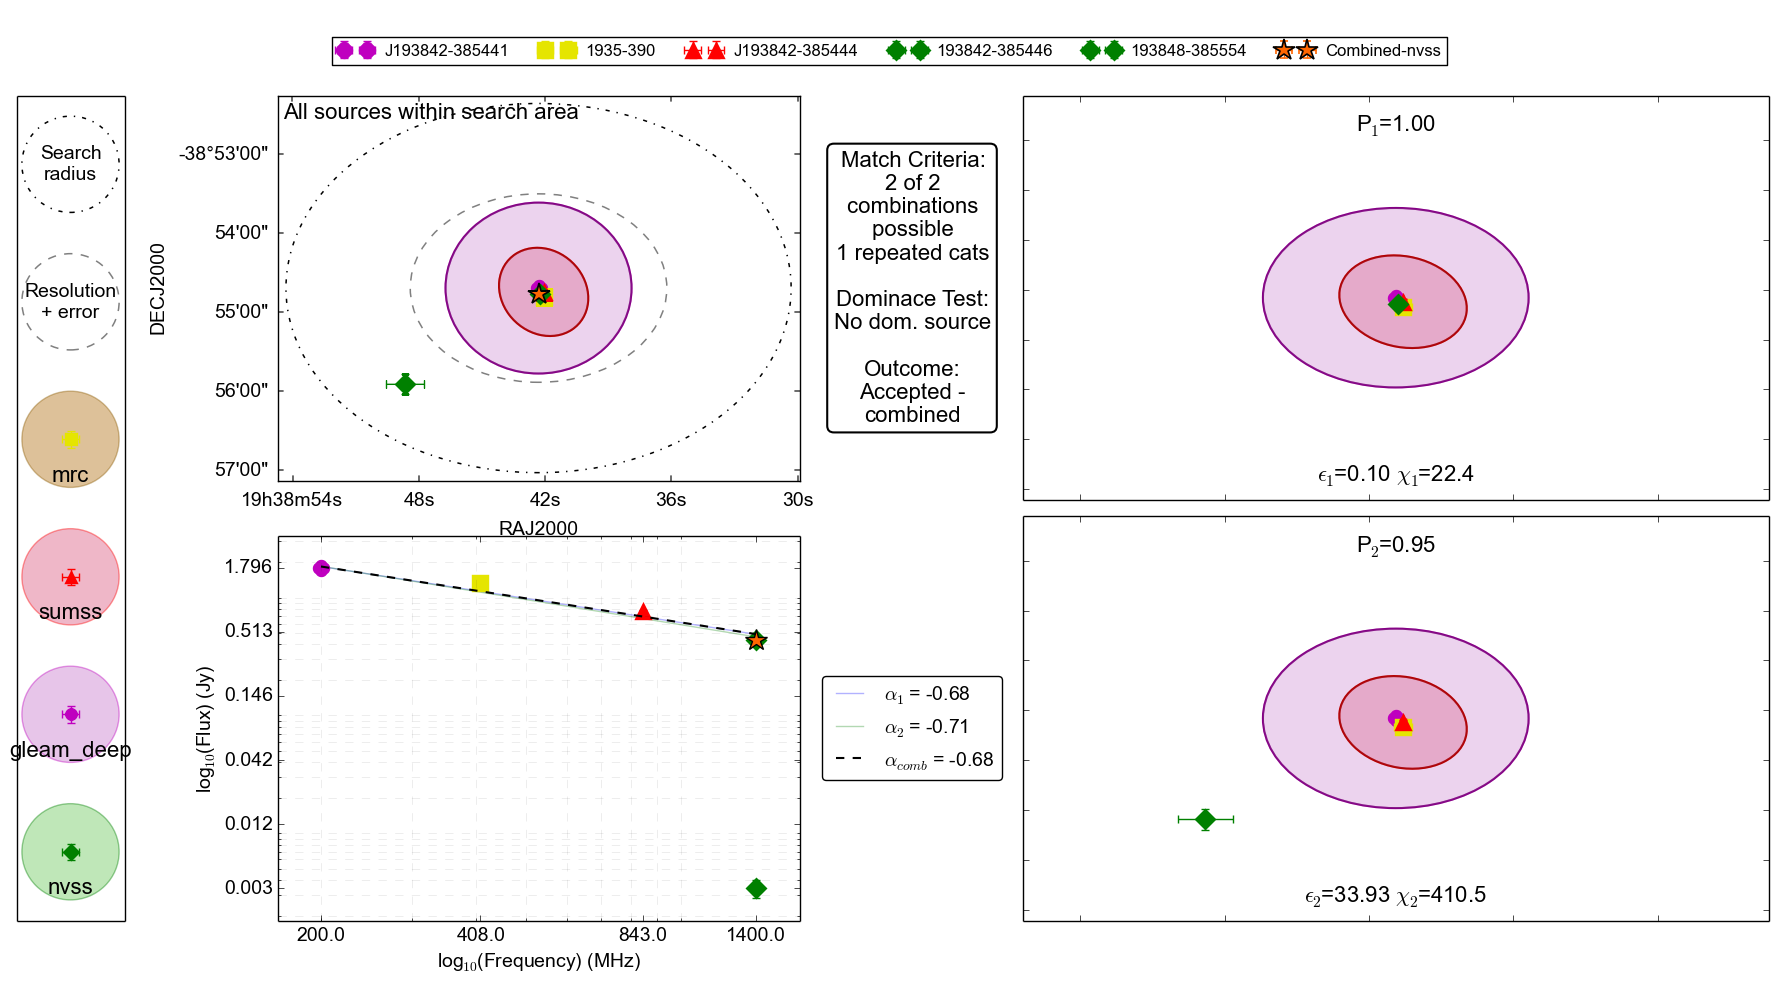 J193842-385441
1935-390
J193842-385444
193842-385446
193848-385554
Combined-nvss
Search
radius
Resolution
+ error
mrc
sumss
gleam_deep
nvss
All sources within search area
DECJ2000
-38°53'00"
54'00"
55'00"
56'00"
57'00"
19h38m54s
48s
42s
36s
30s
RAJ2000
Match Criteria:
2 of 2
combinations
possible
1 repeated cats
Dominace Test:
No dom. source
Outcome:
Accepted -
combined
P₁=1.00
ϵ₁=0.10 χ₁=22.4
log₁₀(Flux) (Jy)
1.796
0.513
0.146
0.042
0.012
0.003
200.0
408.0
843.0
1400.0
log₁₀(Frequency) (MHz)
α₁ = -0.68
α₂ = -0.71
α_comb = -0.68
P₂=0.95
ϵ₂=33.93 χ₂=410.5